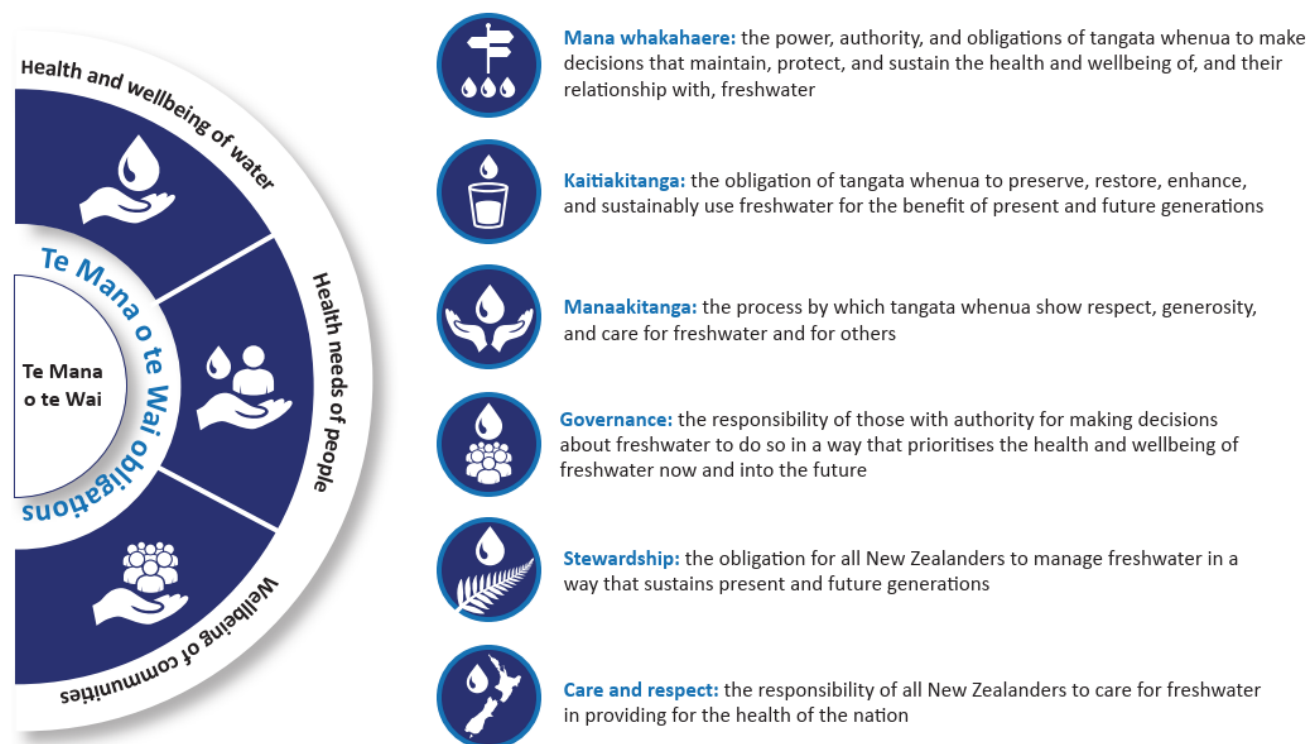 Health and wellbeing of water
Health needs of people
Wellbeing of communities
Te Mana o te Wai obligations
Te Mana
o te Wai
Mana whakahaere: the power, authority, and obligations of tangata whenua to make
decisions that maintain, protect, and sustain the health and wellbeing of, and their
relationship with, freshwater
Kaitiakitanga: the obligation of tangata whenua to preserve, restore, enhance,
and sustainably use freshwater for the benefit of present and future generations
Manaakitanga: the process by which tangata whenua show respect, generosity,
and care for freshwater and for others
Governance: the responsibility of those with authority for making decisions
about freshwater to do so in a way that prioritises the health and wellbeing of
freshwater now and into the future
Stewardship: the obligation for all New Zealanders to manage freshwater in a
way that sustains present and future generations
Care and respect: the responsibility of all New Zealanders to care for freshwater
in providing for the health of the nation